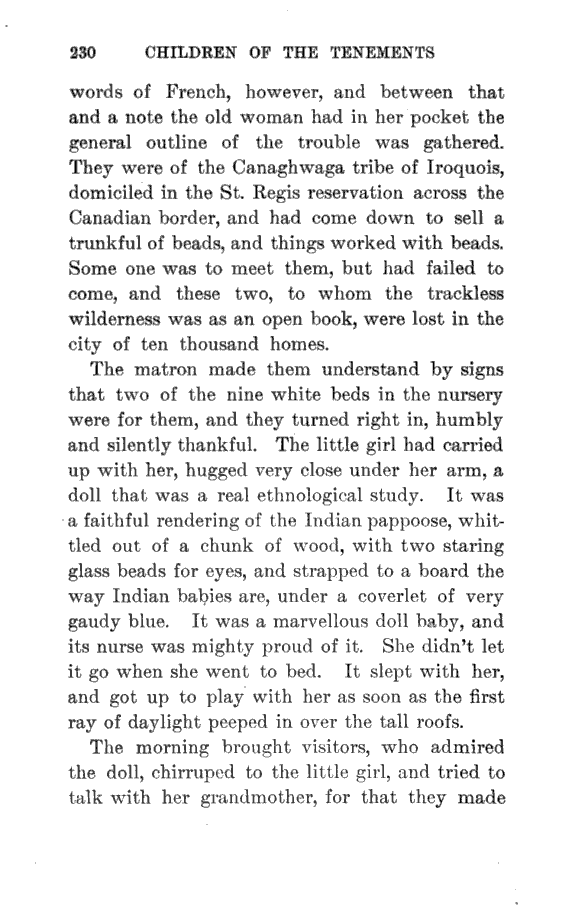 230 CHILDREN OF THE TENEMENTS
words of French, however, and between that
and a note the old woman had in her pocket the
general outline of the trouble was gathered.
They were of the Canaghwaga tribe of Iroquois,
domiciled in the St. Regis reservation across the
Canadian border, and had come down to sell a
trunkful of beads, and things worked with beads.
Some one was to meet them, but had failed to
come, and these two, to whom the trackless
wilderness was as an open book, were lost in the
city of ten thousand homes.
The matron made them understand by signs
that two of the nine white beds in the nursery
were for them, and they turned right in, humbly
and silently thankful. The little girl had carried
up with her, hugged very close under her arm, a
doll that was a real ethnological study. It was
a faithful rendering of the Indian pappoose, whit-
tled out of a chunk of wood, with two staring
glass beads for eyes, and strapped to a board the
way Indian babies are, under a coverlet of very
gaudy blue. It was a marvellous doll baby, and
its nurse was mighty proud of it. She didn't let
it go when she went to bed. It slept with her,
and got up to play with her as soon as the first
ray of daylight peeped in over the tall roofs.
The morning brought visitors, who admired
the doll, chirruped to the little girl, and tried to
talk with her grandmother, for that they made